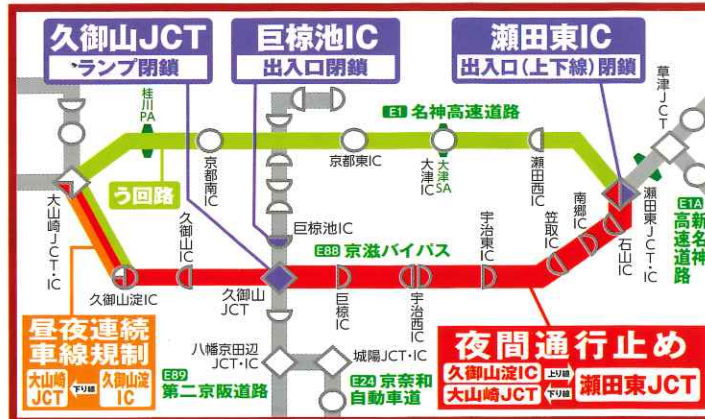 久御山JCT
ランプ閉鎖
巨椋池IC
出入口閉鎖
瀬田東IC
出入口(上下線)閉鎖
草津JCT
桂川PA
E1 名神高速道路
京都南IC
京都東IC
大津IC
大津SA
瀬田西IC
う回路
大山崎JCT・IC
久御山IC
巨椋池IC
E88 京滋バイパス
宇治東IC
笠取IC
南郷IC
石山IC
瀬田東JCT・IC
E1A
新名神
高速道路
久御山淀IC
久御山
JCT
巨椋IC
宇治西IC
昼夜連続
車線規制
大山崎
JCT
下り線
久御山淀
IC
八幡京田辺
JCT・IC
城陽JCT・IC
E89
第二京阪道路
E24 京奈和
自動車道
夜間通行止め
久御山淀IC
上り線
大山崎JCT
下り線
瀬田東JCT